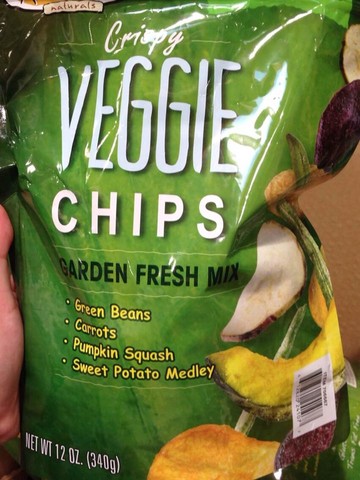 naturals
Crispy
VEGGIE
CHIPS
GARDEN FRESH MIX
• Green Beans
• Carrots
• Pumpkin Squash
• Sweet Potato Medley
NET WT 12 OZ. (340g)